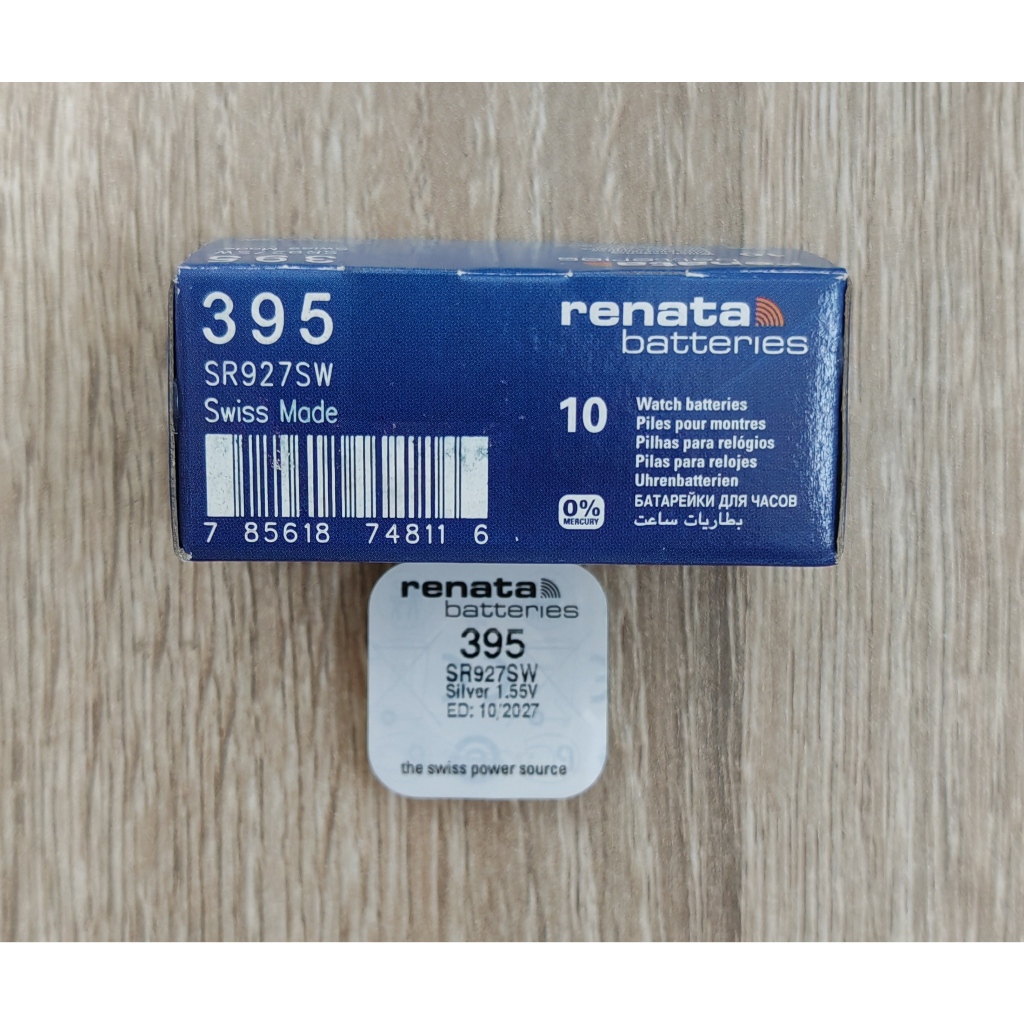 395
SR927SW
Swiss Made
7 85618 74811 6
renata
batteries
10
Watch batteries
Piles pour montres
Pilhas para relógios
Pilas para relojes
Uhrenbatterien
БАТАРЕЙКИ ДЛЯ ЧАСОВ
بطاريات ساعت
0%
MERCURY
renata
batteries
395
SR927SW
Silver 1.55V
ED: 10/2027
the swiss power source